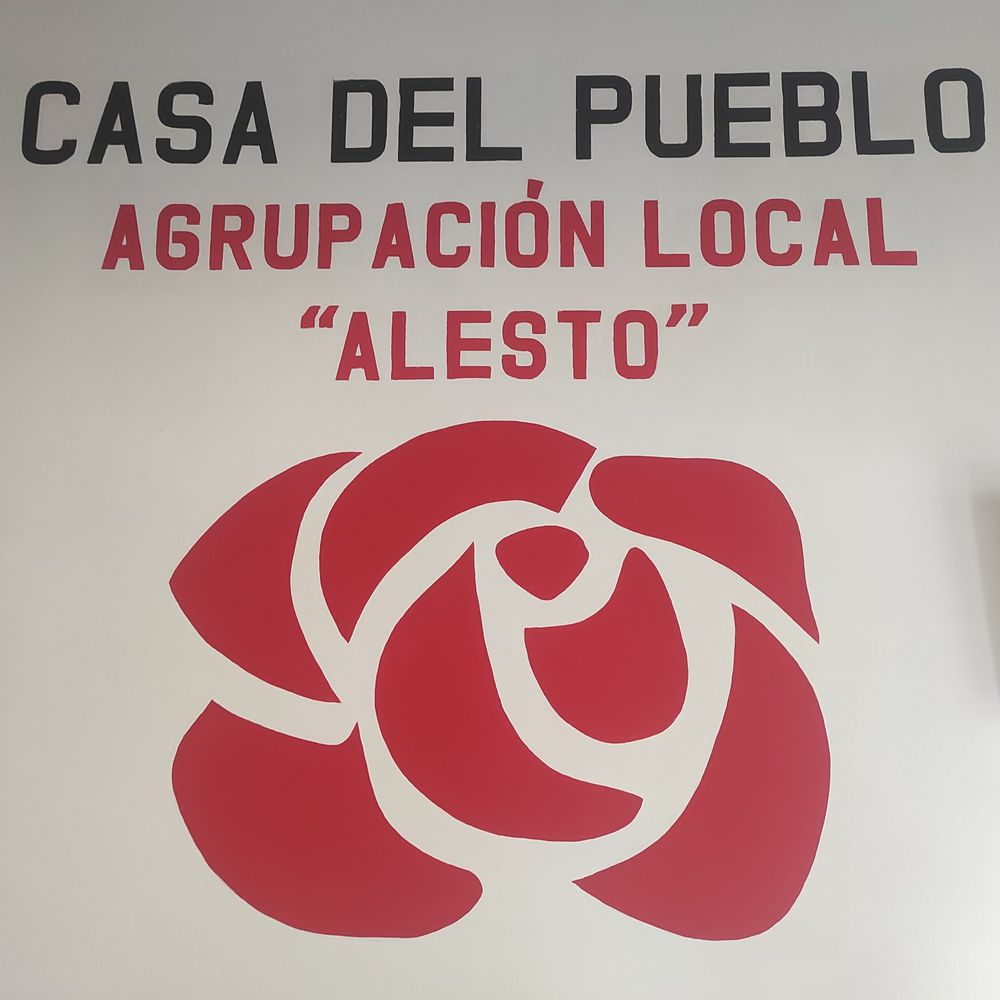 CASA DEL PUEBLO
AGRUPACIÓN LOCAL
“ALESTO”